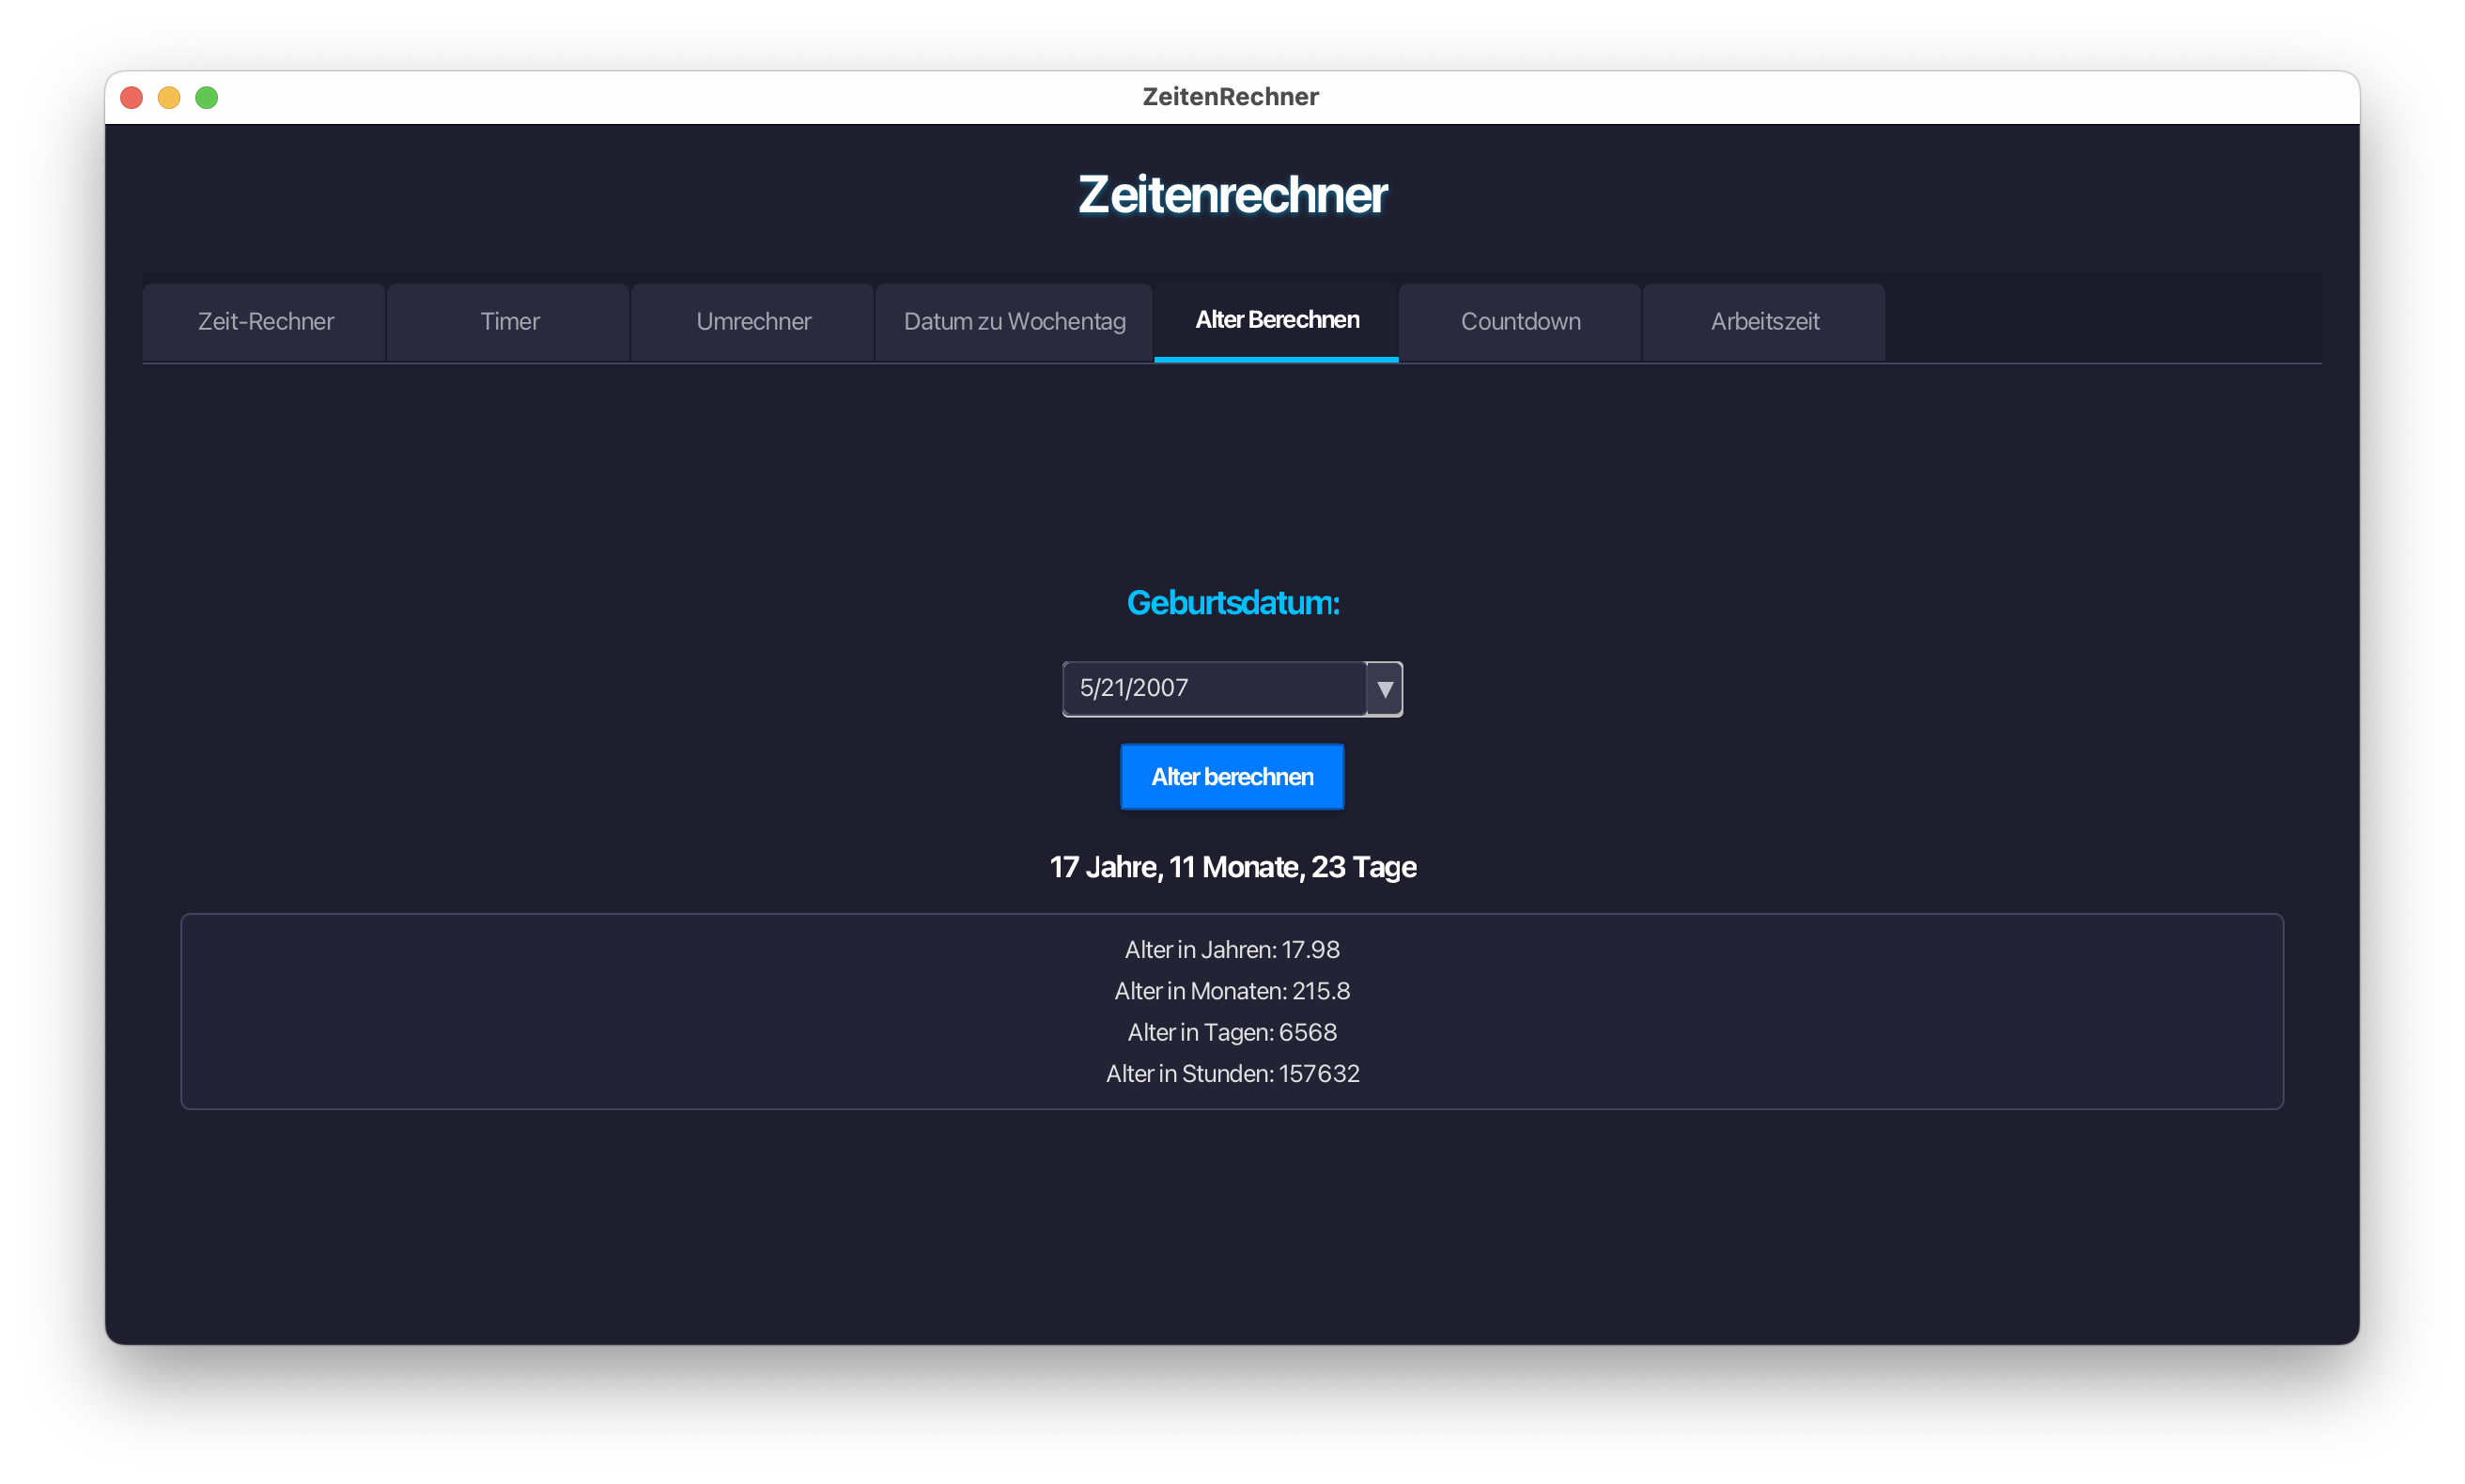 ZeitenRechner
Zeitenrechner
Zeit-Rechner Timer Umrechner Datum zu Wochentag Alter Berechnen Countdown Arbeitszeit
Geburtsdatum:
5/21/2007
Alter berechnen
17 Jahre, 11 Monate, 23 Tage
Alter in Jahren: 17.98
Alter in Monaten: 215.8
Alter in Tagen: 6568
Alter in Stunden: 157632